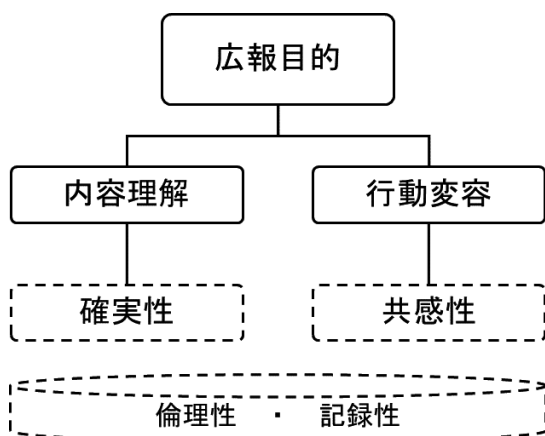 広報目的
内容理解
行動変容
確実性
共感性
倫理性 ・ 記録性